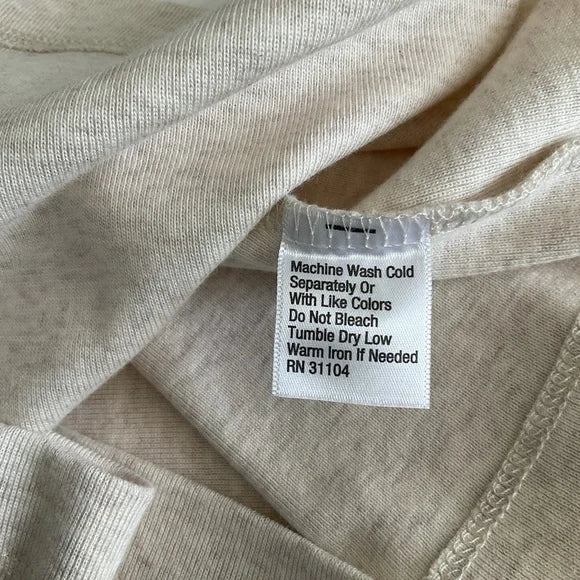 Machine Wash Cold
Separately Or
With Like Colors
Do Not Bleach
Tumble Dry Low
Warm Iron If Needed
RN 31104